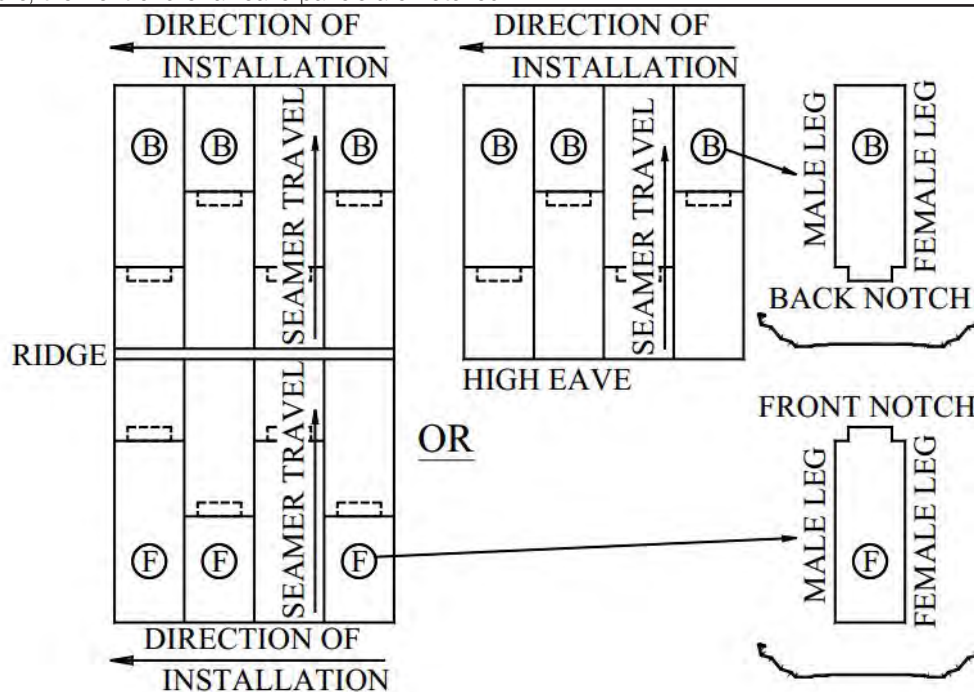 DIRECTION OF
INSTALLATION
B
B
B
SEAMER TRAVEL
RIDGE
SEAMER TRAVEL
F
F
F
DIRECTION OF
INSTALLATION
DIRECTION OF
INSTALLATION
B
B
B
SEAMER TRAVEL
HIGH EAVE
OR
MALE LEG
B
FEMALE LEG
BACK NOTCH
FRONT NOTCH
MALE LEG
F
FEMALE LEG